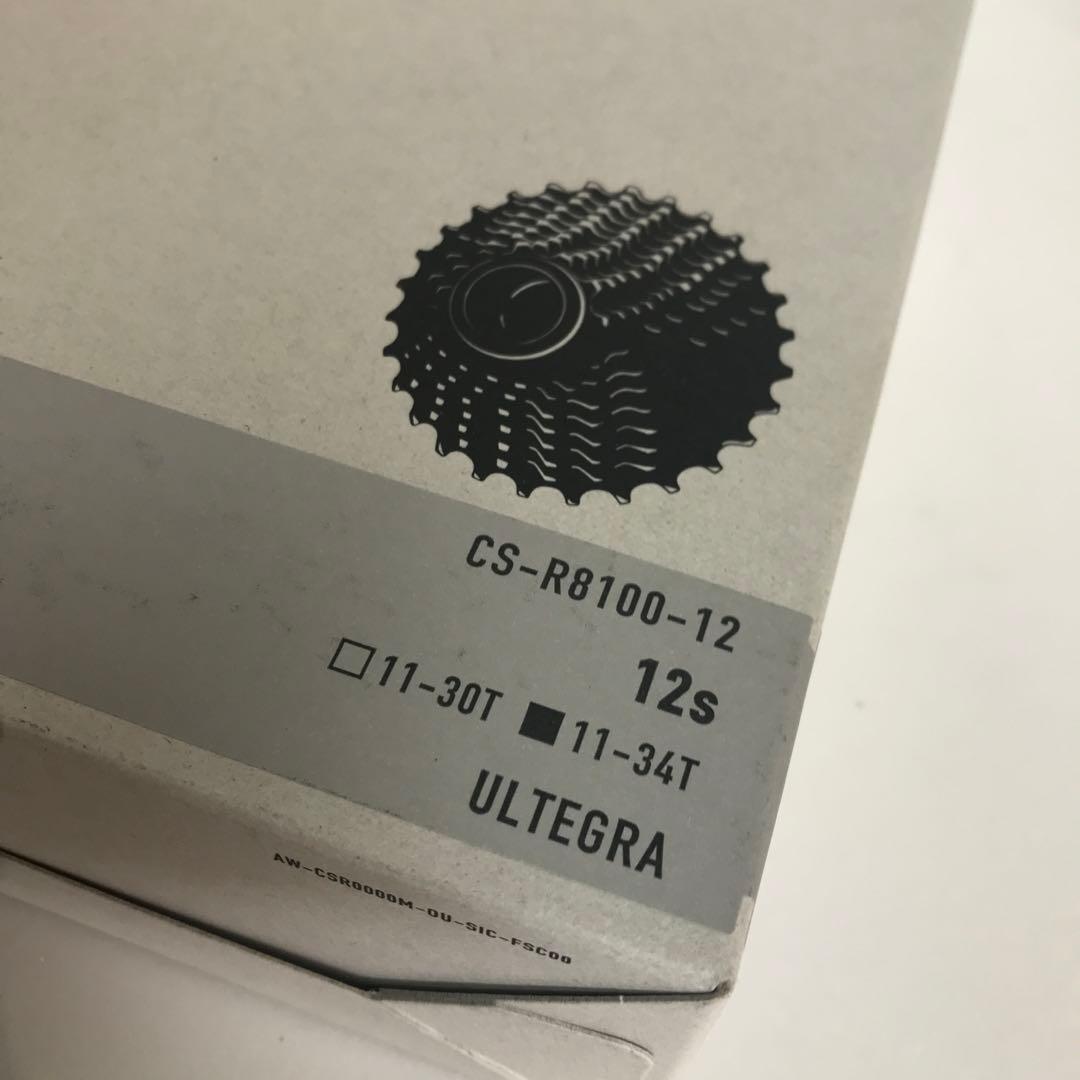 CS-R8100-12
12s
□11-30T ■11-34T
ULTEGRA
AW-CSR0000M-OU-SIC-FSC00